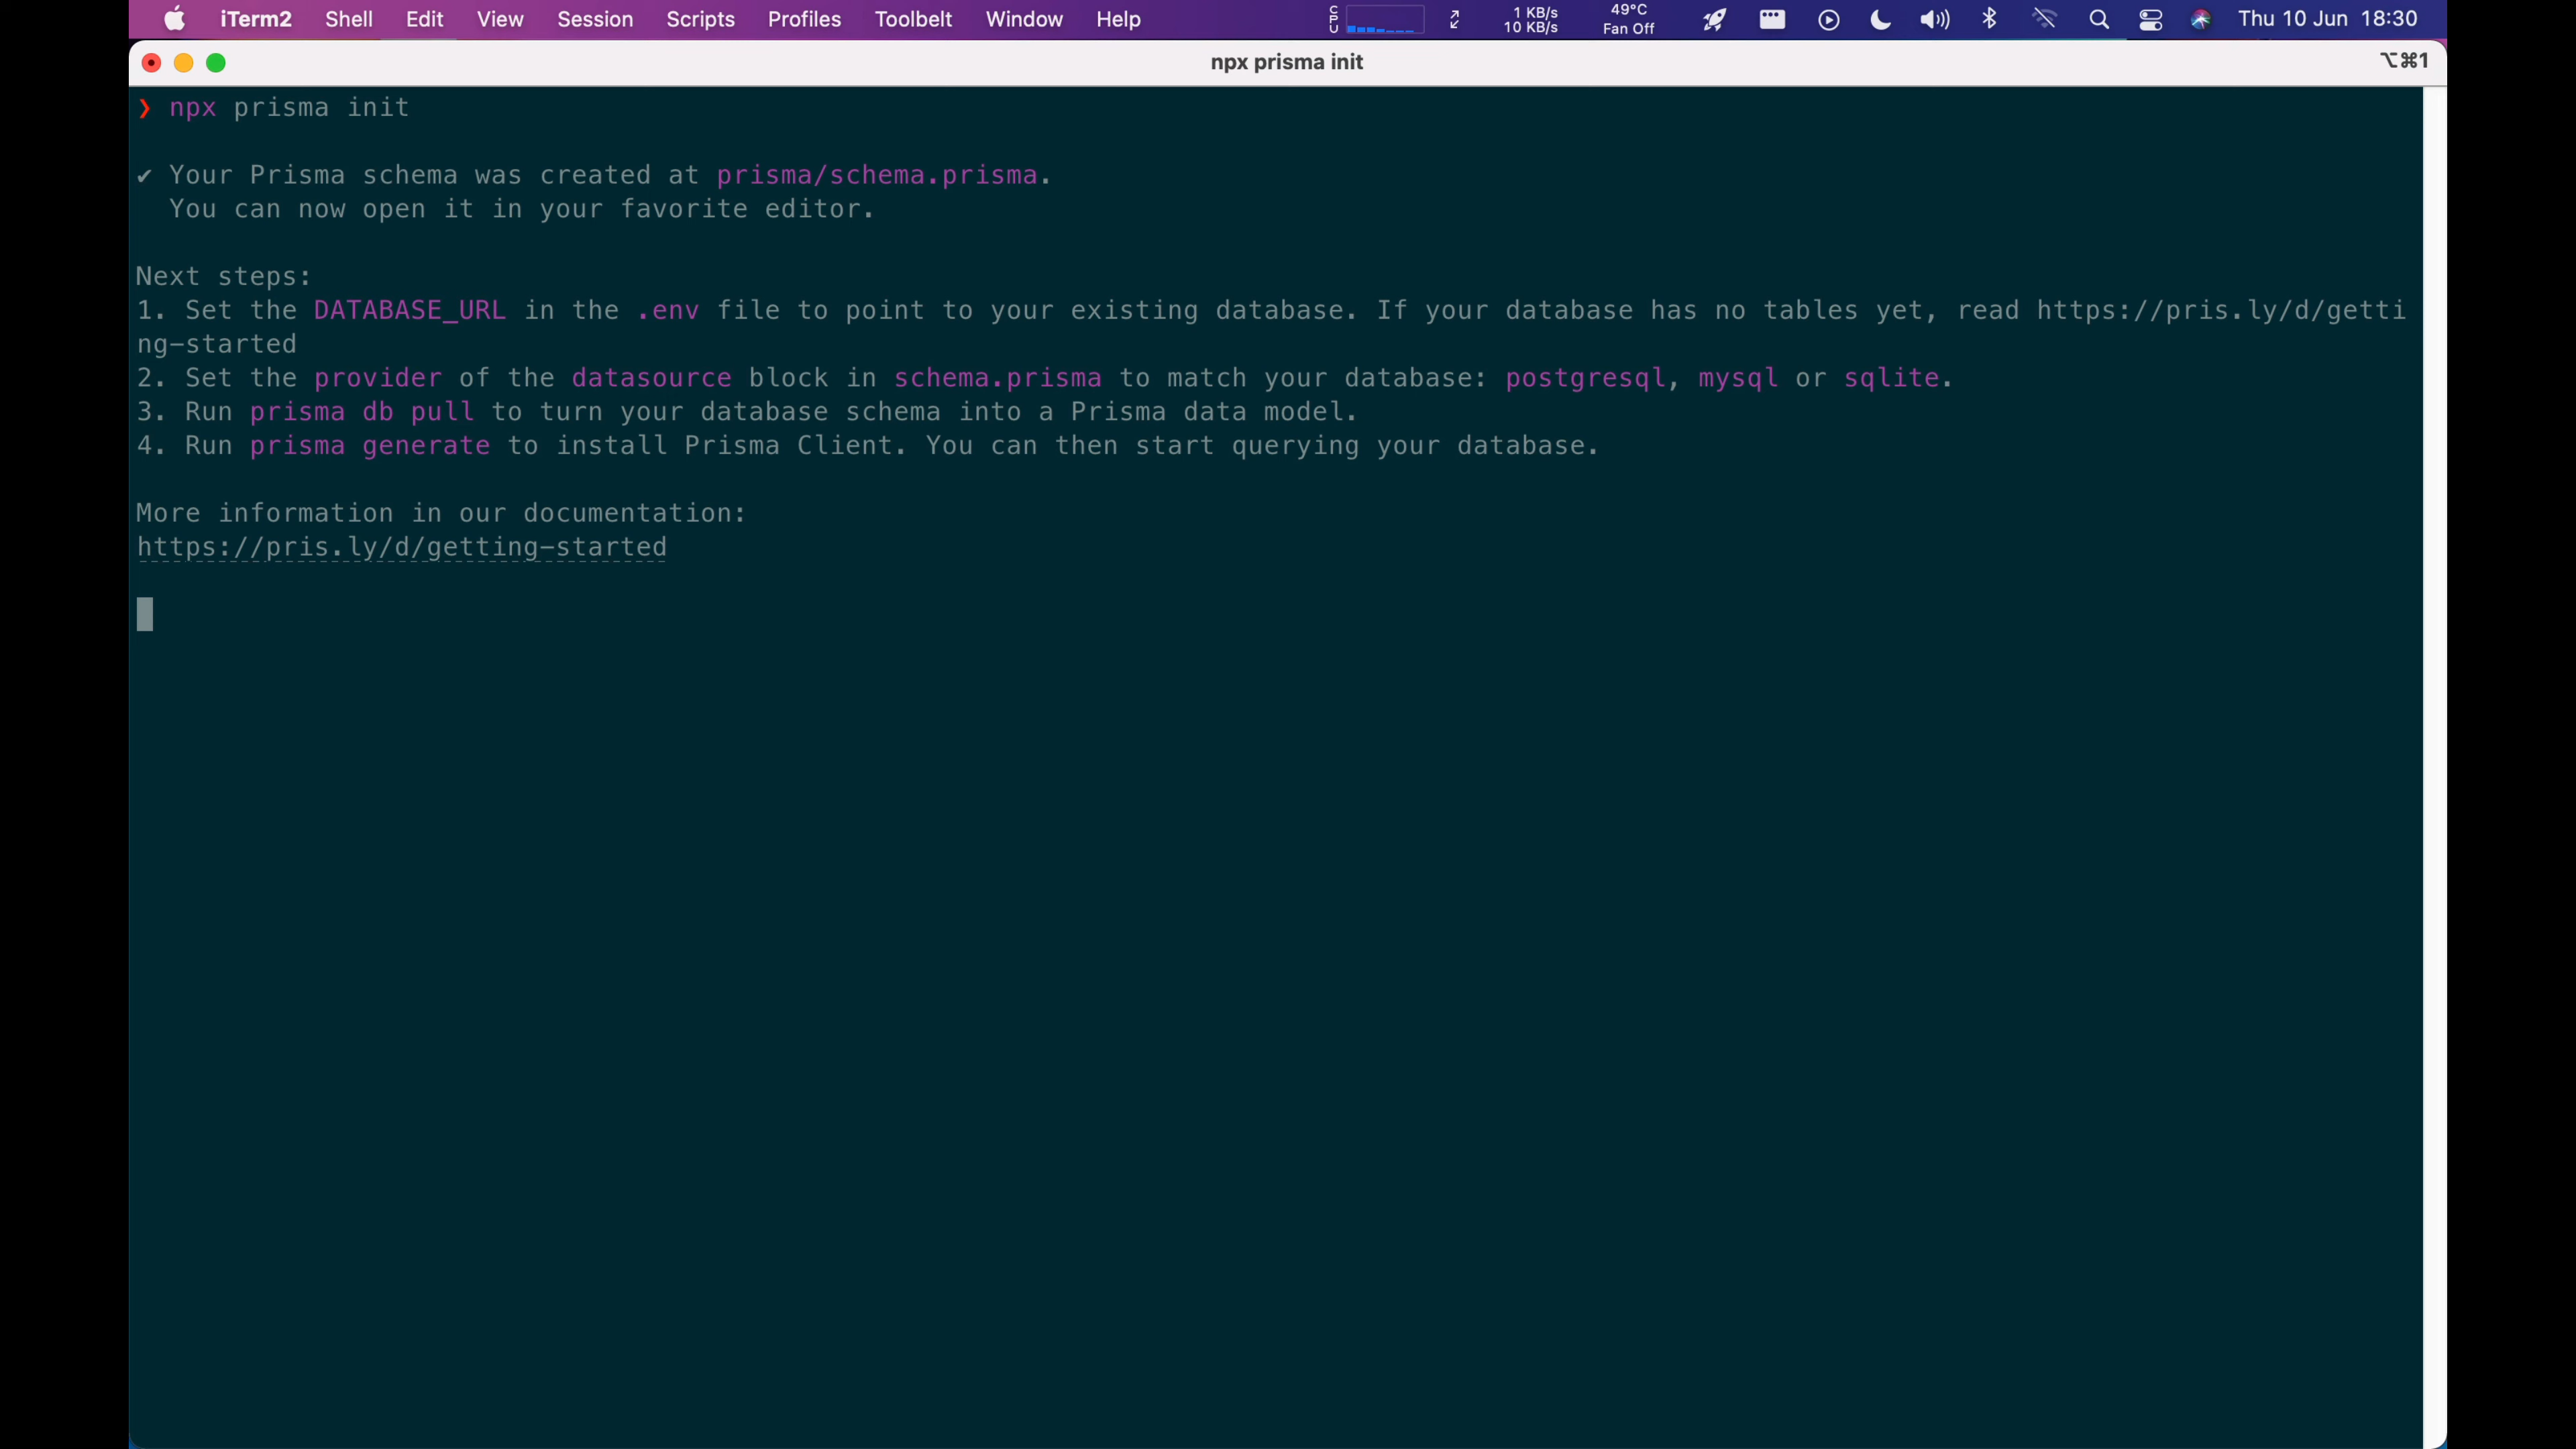 iTerm2 Shell Edit View Session Scripts Profiles Toolbelt Window Help CPU 1 KB/s 10 KB/s 49°C Fan Off Thu 10 Jun 18:30
npx prisma init ⌥⌘1
❯ npx prisma init
✔ Your Prisma schema was created at prisma/schema.prisma.
You can now open it in your favorite editor.
Next steps:
1. Set the DATABASE_URL in the .env file to point to your existing database. If your database has no tables yet, read https://pris.ly/d/getti
ng-started
2. Set the provider of the datasource block in schema.prisma to match your database: postgresql, mysql or sqlite.
3. Run prisma db pull to turn your database schema into a Prisma data model.
4. Run prisma generate to install Prisma Client. You can then start querying your database.
More information in our documentation:
https://pris.ly/d/getting-started